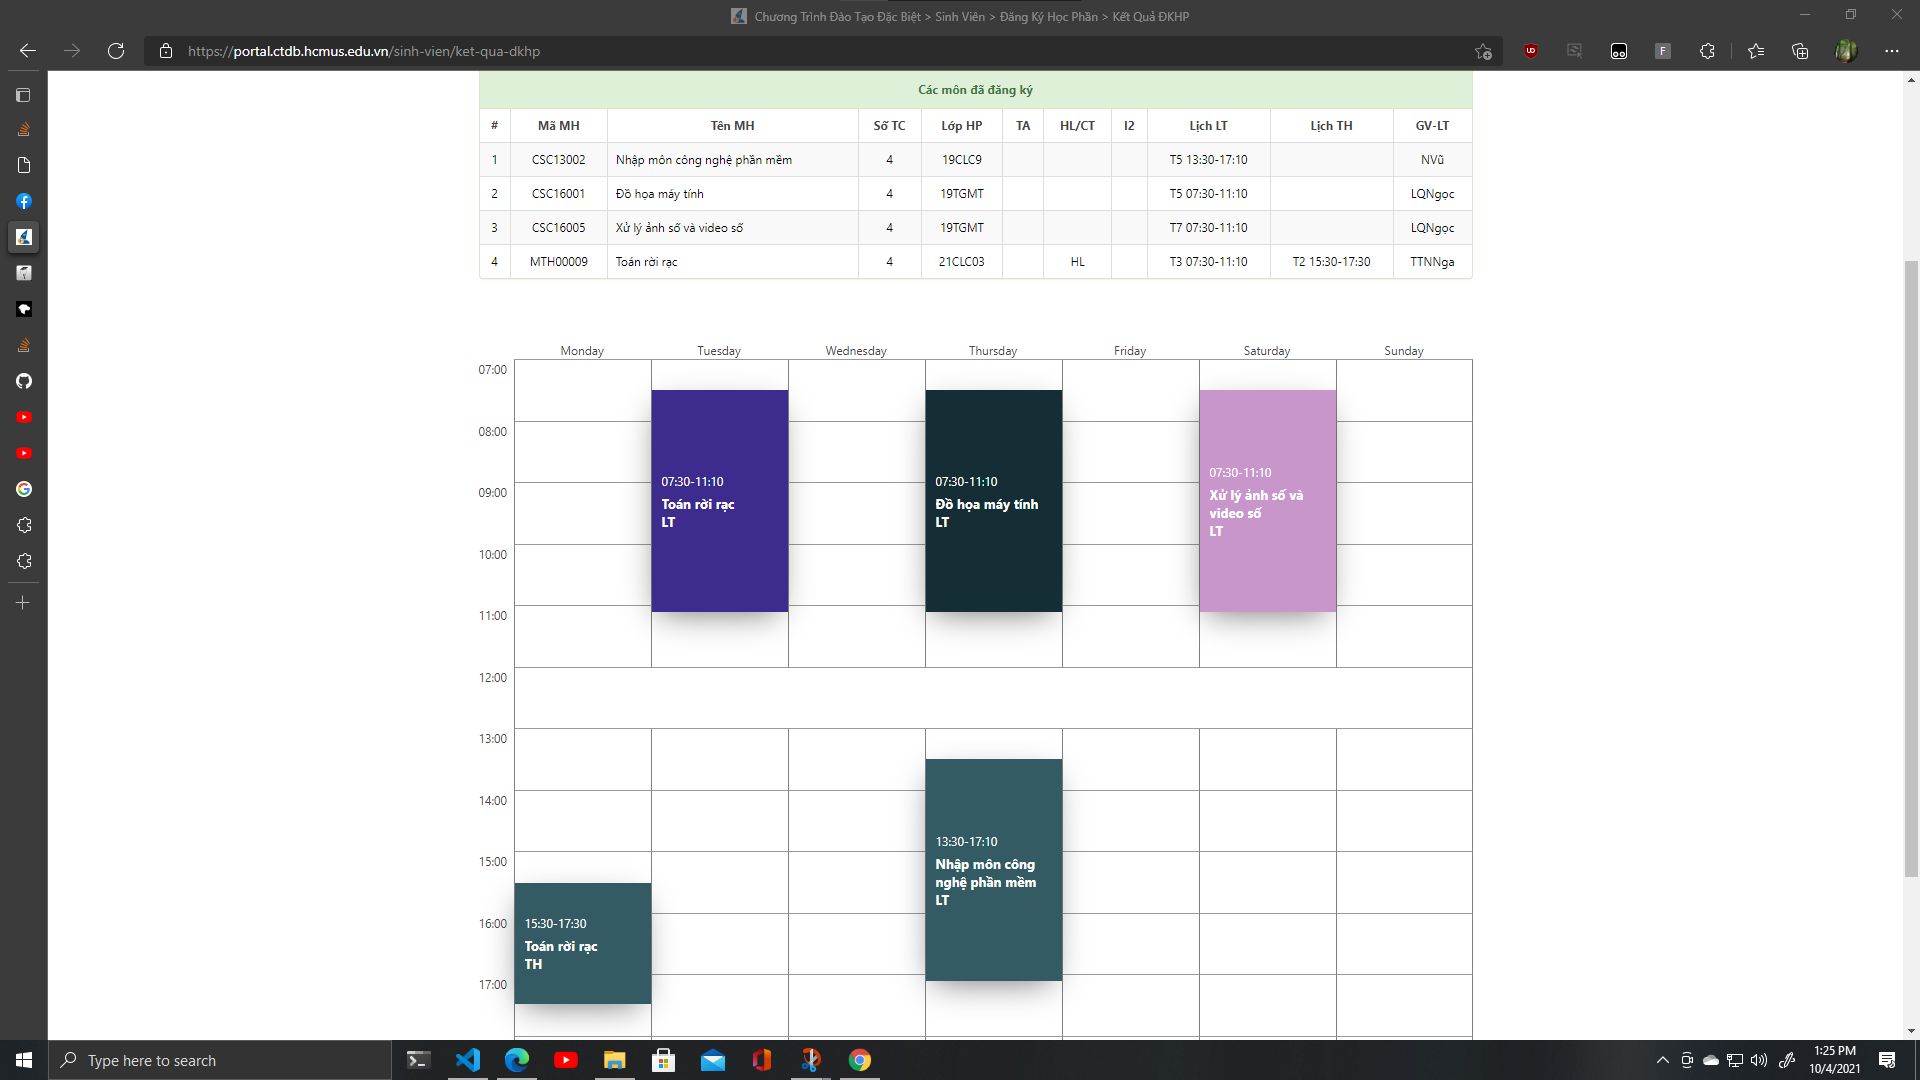 Chương Trình Đào Tạo Đặc Biệt > Sinh Viên > Đăng Ký Học Phần > Kết Quả ĐKHP
https://portal.ctdb.hcmus.edu.vn/sinh-vien/ket-qua-dkhp
Các môn đã đăng ký
# Mã MH Tên MH Số TC Lớp HP TA HL/CT I2 Lịch LT Lịch TH GV-LT
1 CSC13002 Nhập môn công nghệ phần mềm 4 19CLC9 T5 13:30-17:10 NVũ
2 CSC16001 Đồ họa máy tính 4 19TGMT T5 07:30-11:10 LQNgọc
3 CSC16005 Xử lý ảnh số và video số 4 19TGMT T7 07:30-11:10 LQNgọc
4 MTH00009 Toán rời rạc 4 21CLC03 HL T3 07:30-11:10 T2 15:30-17:30 TTNNga
Monday Tuesday Wednesday Thursday Friday Saturday Sunday
07:00
08:00
09:00
10:00
11:00
12:00
13:00
14:00
15:00
16:00
17:00
07:30-11:10
Toán rời rạc
LT
07:30-11:10
Đồ họa máy tính
LT
07:30-11:10
Xử lý ảnh số và
video số
LT
13:30-17:10
Nhập môn công
nghệ phần mềm
LT
15:30-17:30
Toán rời rạc
TH
Type here to search
1:25 PM
10/4/2021